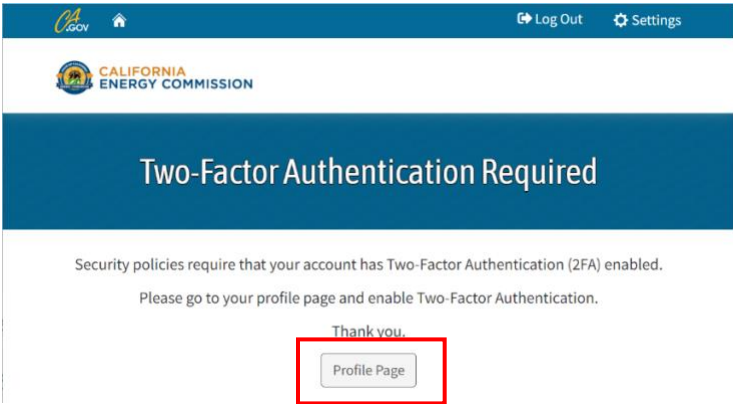 CA.GOV Log Out Settings
CALIFORNIA
ENERGY COMMISSION
Two-Factor Authentication Required
Security policies require that your account has Two-Factor Authentication (2FA) enabled.
Please go to your profile page and enable Two-Factor Authentication.
Thank you.
Profile Page